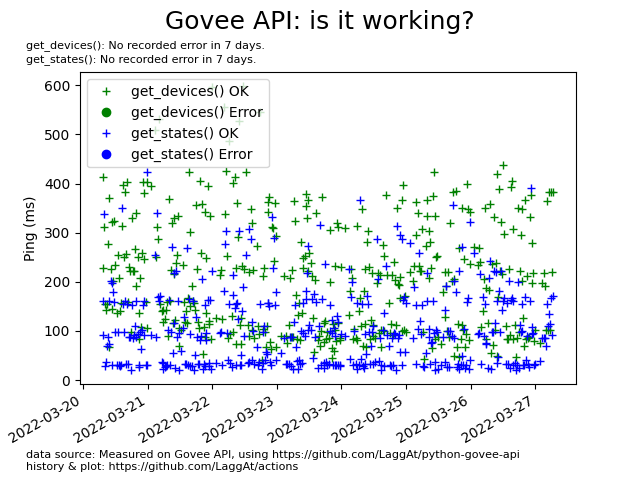 Govee API: is it working?
get_devices(): No recorded error in 7 days.
get_states(): No recorded error in 7 days.
600
500
400
300
200
100
0
Ping (ms)
get_devices() OK
get_devices() Error
get_states() OK
get_states() Error
2022-03-20
2022-03-21
2022-03-22
2022-03-23
2022-03-24
2022-03-25
2022-03-26
2022-03-27
data source: Measured on Govee API, using https://github.com/LaggAt/python-govee-api
history & plot: https://github.com/LaggAt/actions